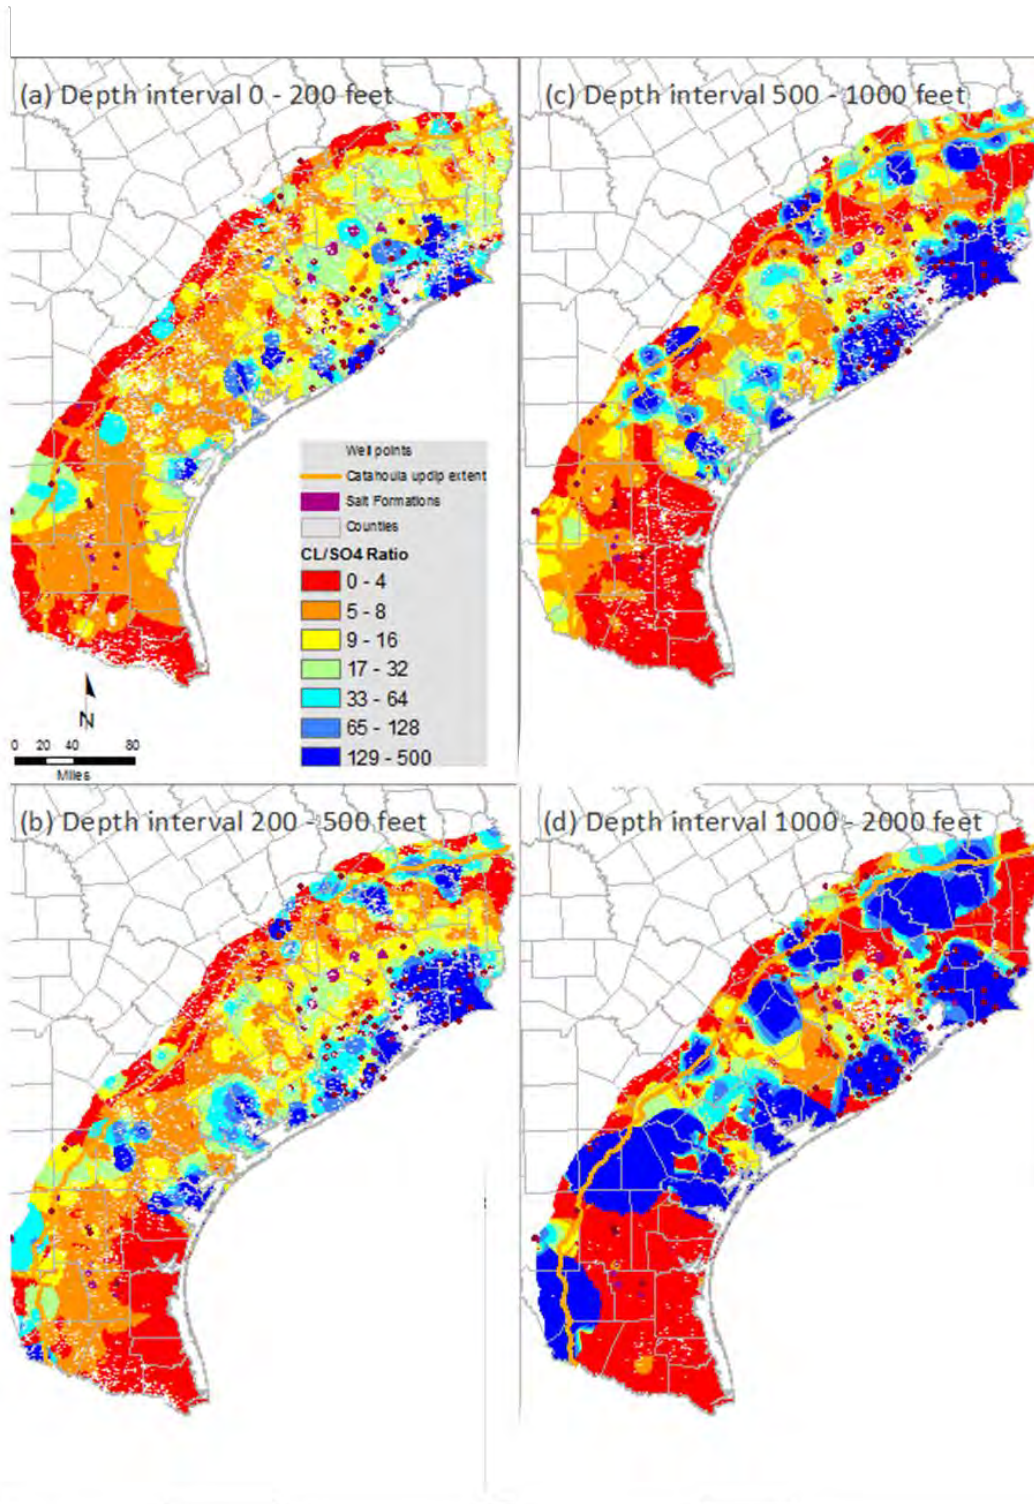 (a) Depth interval 0 - 200 feet
(c) Depth interval 500 - 1000 feet
Well points
Catahoula updip extent
Salt Formations
Counties
CL/SO4 Ratio
0 - 4
5 - 8
9 - 16
17 - 32
33 - 64
65 - 128
129 - 500
N
0 20 40 80
Miles
(b) Depth interval 200 - 500 feet
(d) Depth interval 1000 - 2000 feet